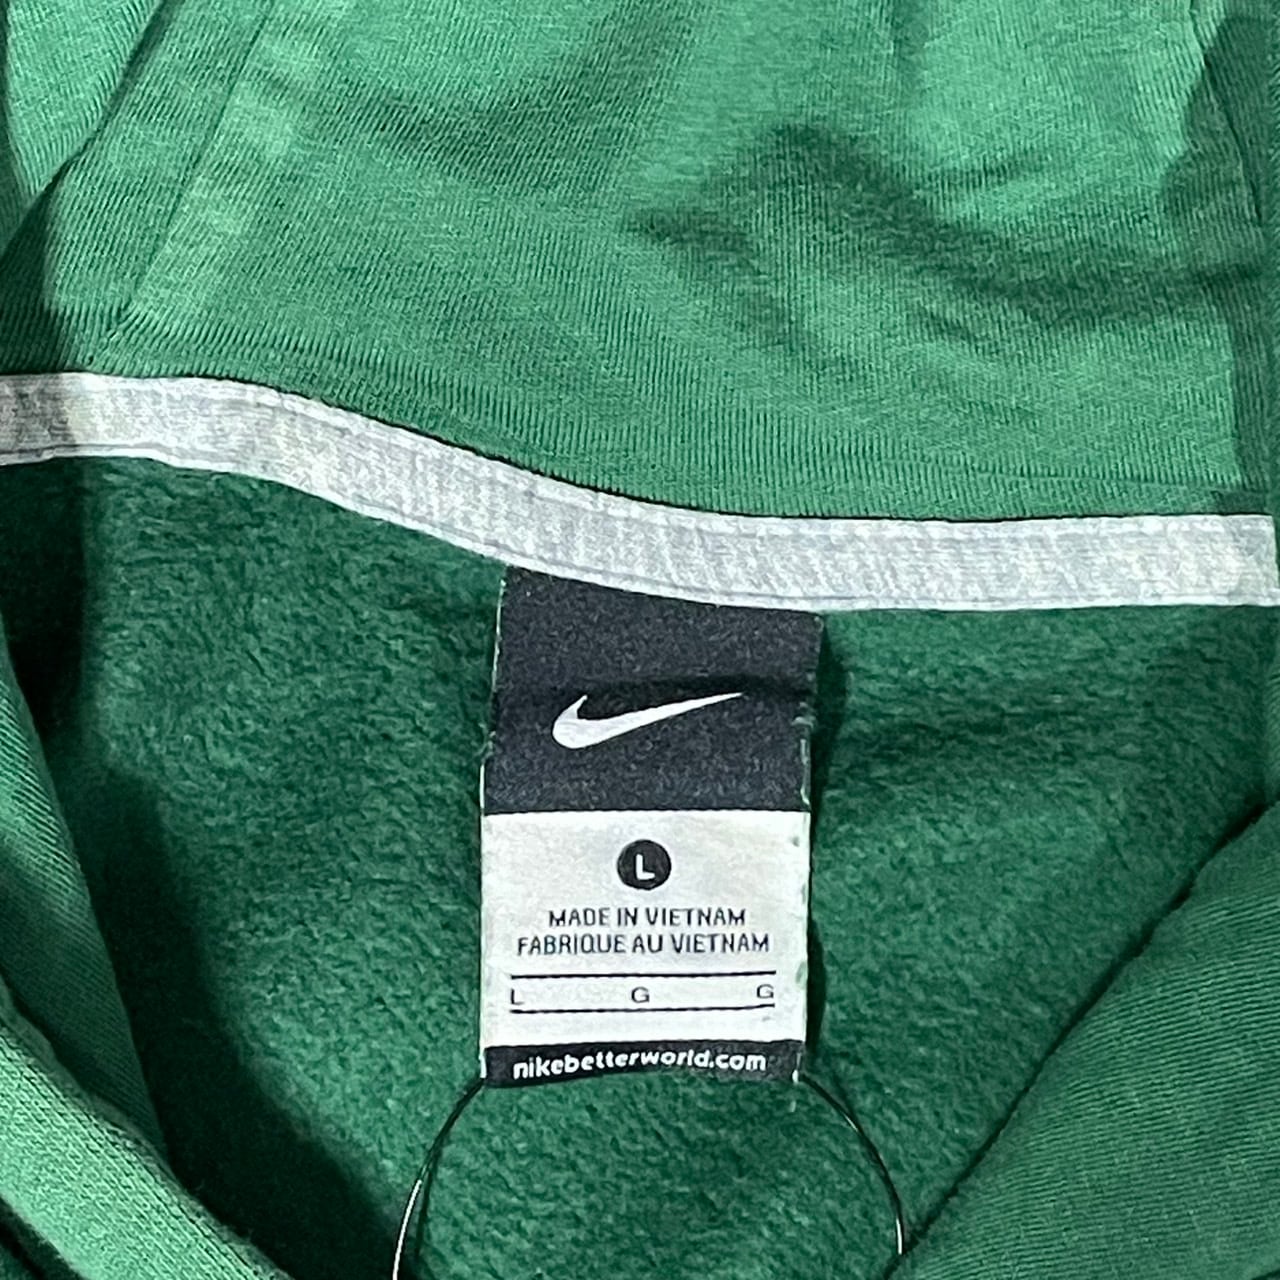 L
MADE IN VIETNAM
FABRIQUE AU VIETNAM
L G G
nikebetterworld.com